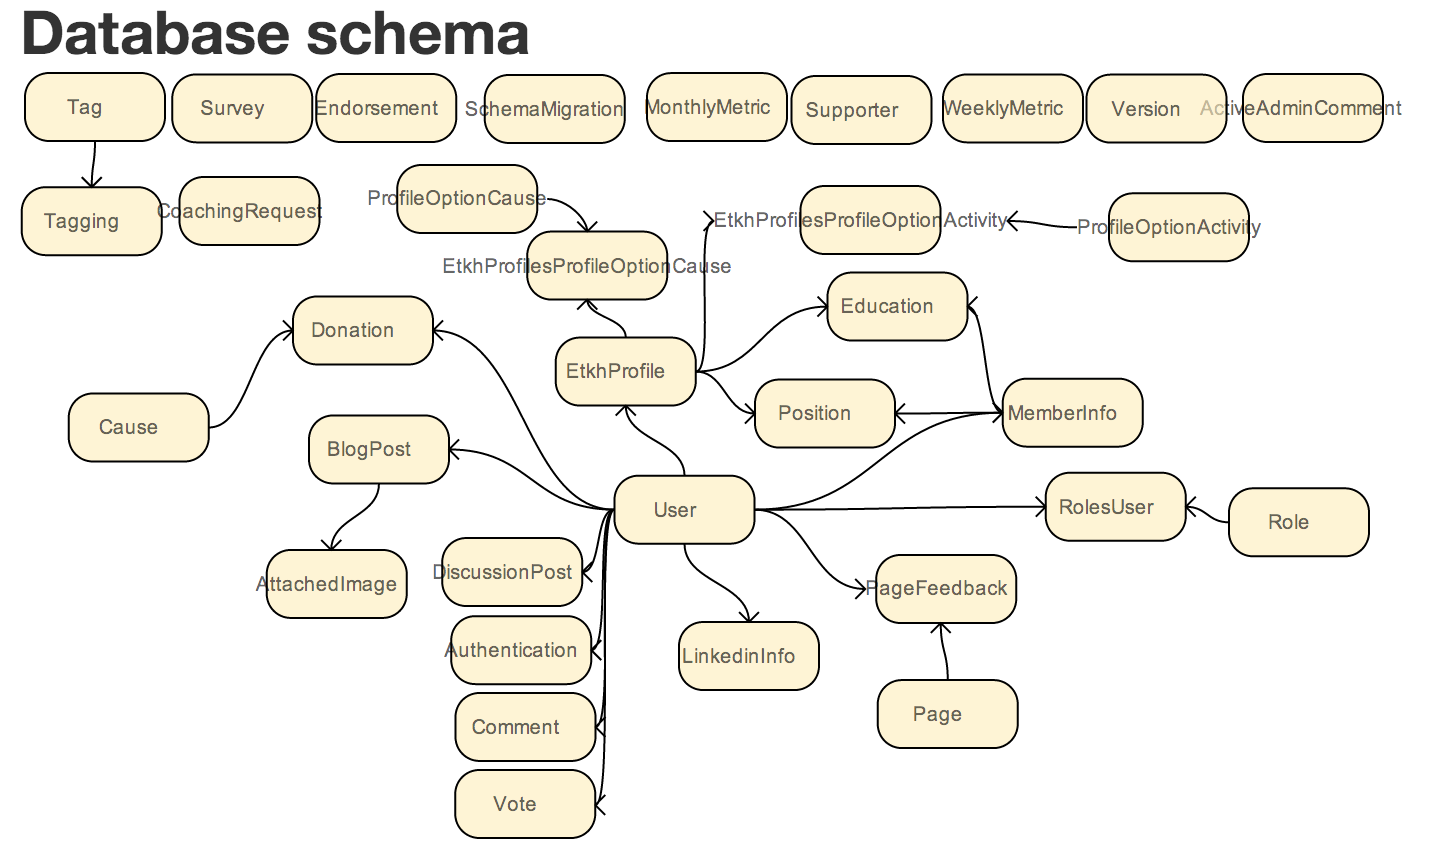 Database schema
Tag
Survey
Endorsement
SchemaMigration
MonthlyMetric
Supporter
WeeklyMetric
Version
ActiveAdminComment
Tagging
CoachingRequest
ProfileOptionCause
EtkhProfilesProfileOptionActivity
ProfileOptionActivity
EtkhProfilesProfileOptionCause
Education
Donation
EtkhProfile
Position
MemberInfo
Cause
BlogPost
User
RolesUser
Role
DiscussionPost
AttachedImage
PageFeedback
Authentication
LinkedinInfo
Page
Comment
Vote